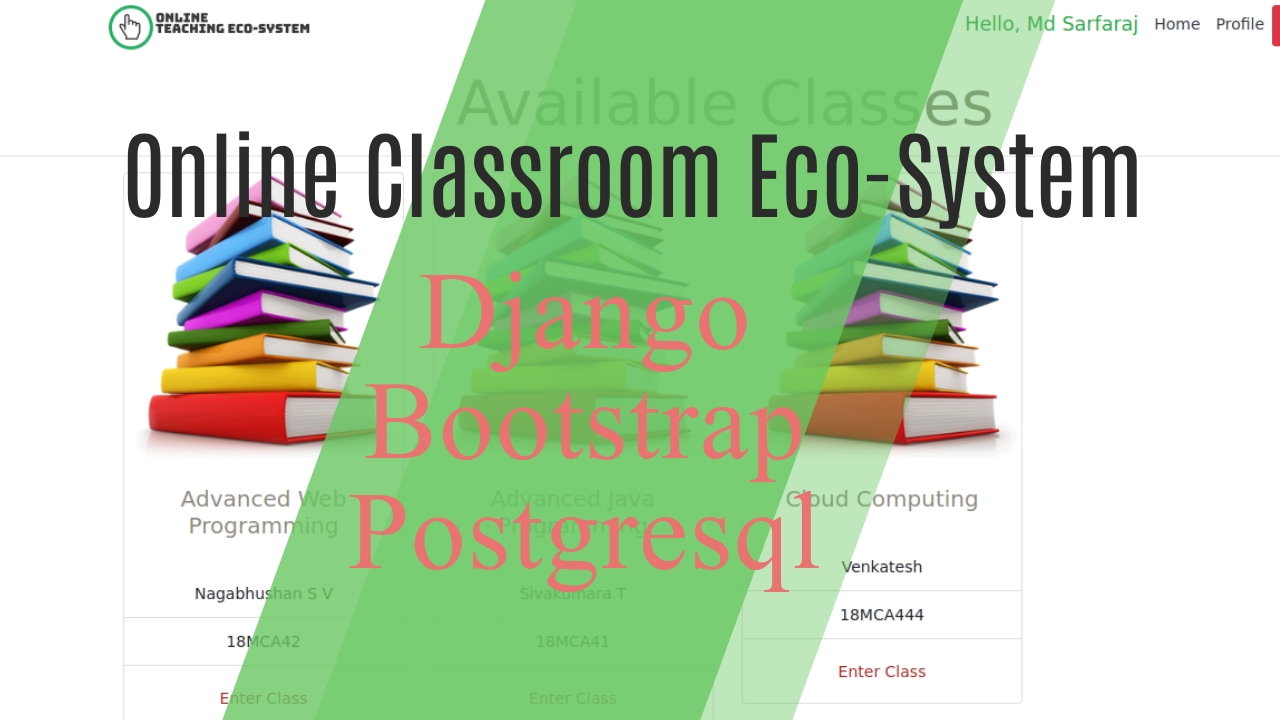 ONLINE
TEACHING ECO-SYSTEM
Hello, Md Sarfaraj
Home
Profile
Available Classes
Online Classroom Eco-System
Django
Bootstrap
Postgresql
Advanced Web
Programming
Nagabhushan S V
18MCA42
Enter Class
Advanced Java
Programming
Sivakumara T
18MCA41
Enter Class
Cloud Computing
Venkatesh
18MCA444
Enter Class